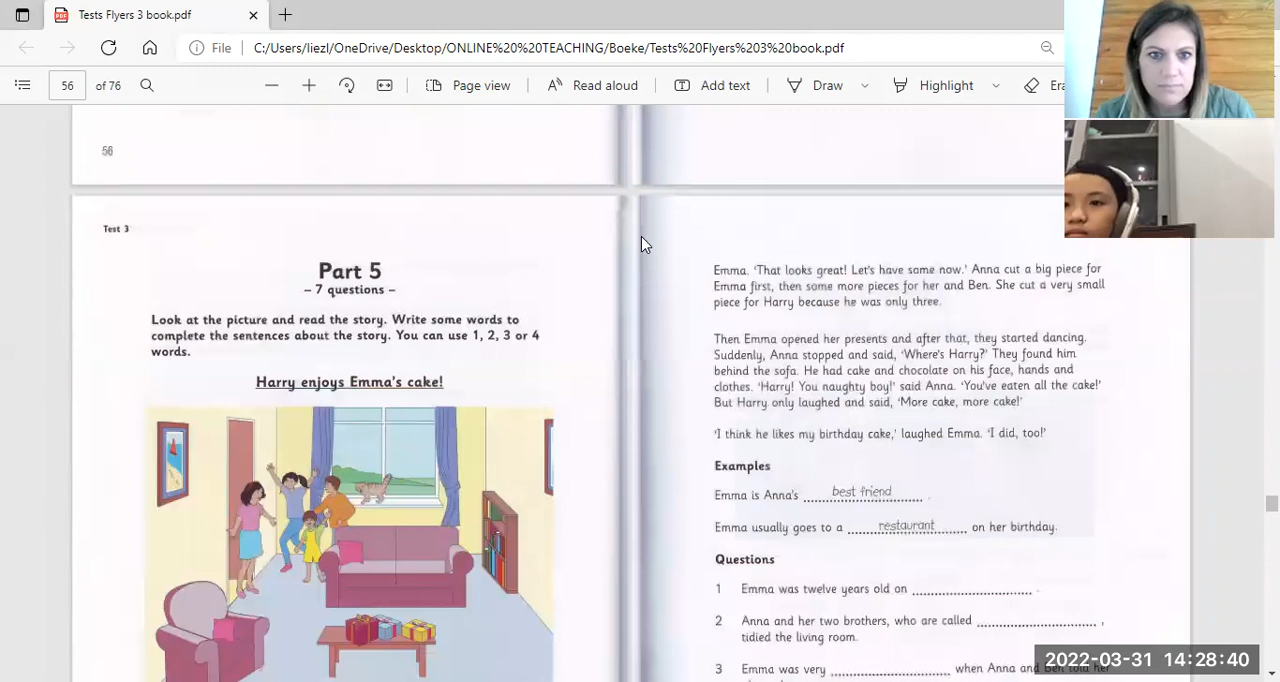 Tests Flyers 3 book.pdf
File
C:/Users/liezl/OneDrive/Desktop/ONLINE%20%20TEACHING/Boeke/Tests%20Flyers%203%20book.pdf
56
of 76
Page view
Read aloud
Add text
Draw
Highlight
Era
56
Test 3
Part 5
– 7 questions –
Look at the picture and read the story. Write some words to
complete the sentences about the story. You can use 1, 2, 3 or 4
words.
Harry enjoys Emma's cake!
Emma. 'That looks great! Let's have some now.' Anna cut a big piece for
Emma first, then some more pieces for her and Ben. She cut a very small
piece for Harry because he was only three.
Then Emma opened her presents and after that, they started dancing.
Suddenly, Anna stopped and said, 'Where's Harry?' They found him
behind the sofa. He had cake and chocolate on his face, hands and
clothes. 'Harry! You naughty boy!' said Anna. 'You've eaten all the cake!'
But Harry only laughed and said, 'More cake, more cake!'
'I think he likes my birthday cake,' laughed Emma. 'I did, too!'
Examples
Emma is Anna's best friend .
Emma usually goes to a restaurant on her birthday.
Questions
1 Emma was twelve years old on .............................. .
2 Anna and her two brothers, who are called .............................. ,
tidied the living room.
3 Emma was very .............................. when Anna and Ben told her
2022-03-31 14:28:40